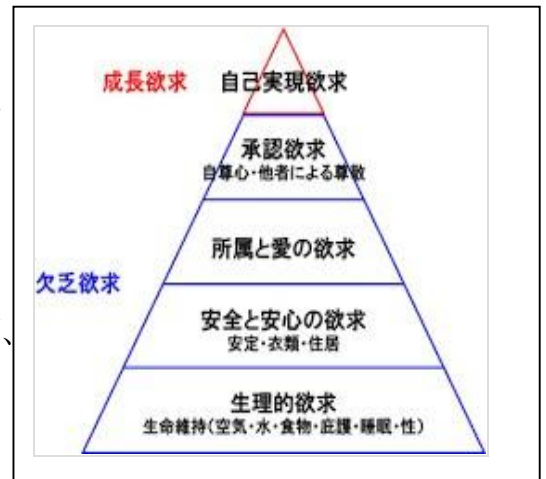 成長欲求 自己実現欲求
承認欲求
自尊心・他者による尊敬
所属と愛の欲求
欠乏欲求
安全と安心の欲求
安定・衣類・住居
、
生理的欲求
生命維持(空気・水・食物・庇護・睡眠・性)